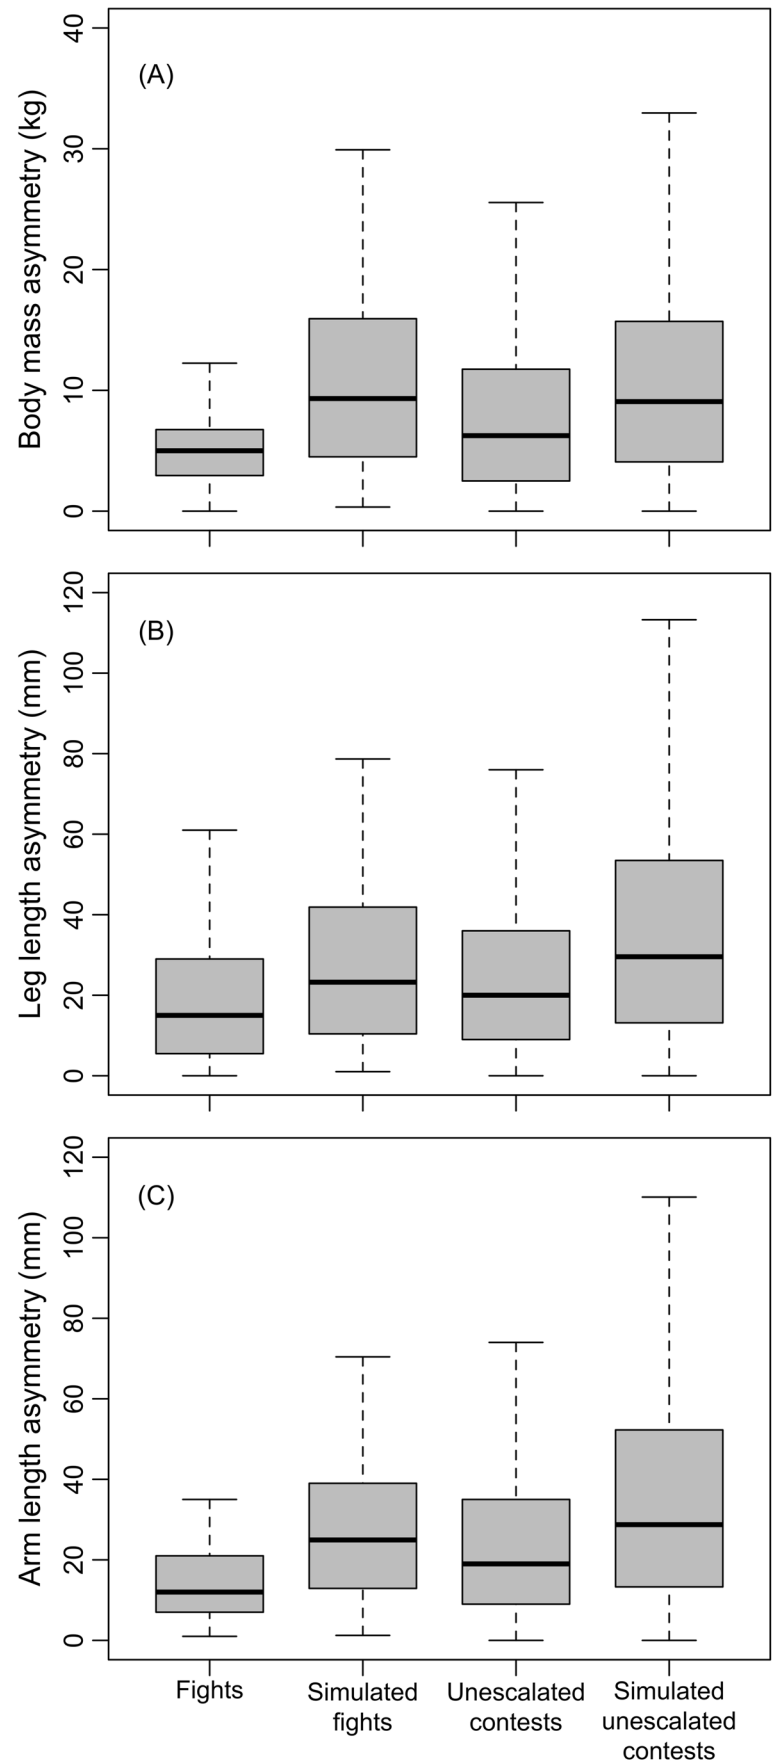 (A)
Body mass asymmetry (kg)
40
30
20
10
0
(B)
Leg length asymmetry (mm)
120
100
80
60
40
20
0
(C)
Arm length asymmetry (mm)
120
100
80
60
40
20
0
Fights
Simulated
fights
Unescalated
contests
Simulated
unescalated
contests